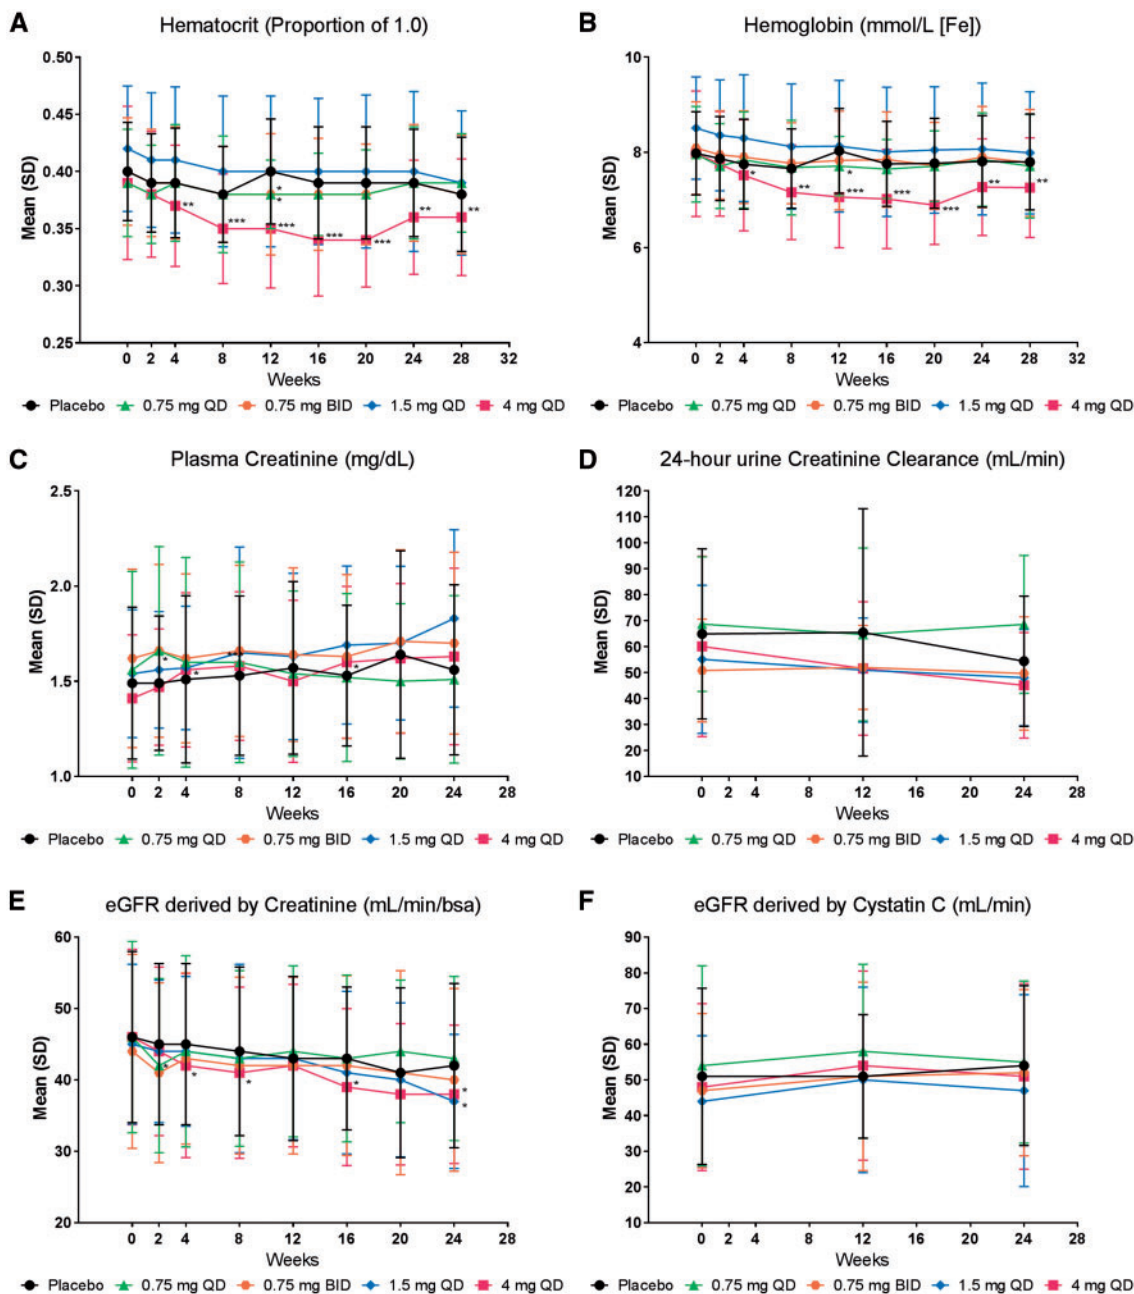 A Hematocrit (Proportion of 1.0)
Mean (SD)
0.50
0.45
0.40
0.35
0.30
0.25
* * ** *** *** *** *** ** **
0 2 4 8 12 16 20 24 28 32
Weeks
Placebo 0.75 mg QD 0.75 mg BID 1.5 mg QD 4 mg QD
B Hemoglobin (mmol/L [Fe])
Mean (SD)
10
8
6
4
* * ** *** *** *** ** **
0 2 4 8 12 16 20 24 28 32
Weeks
Placebo 0.75 mg QD 0.75 mg BID 1.5 mg QD 4 mg QD
C Plasma Creatinine (mg/dL)
Mean (SD)
2.5
2.0
1.5
1.0
* * ** *
0 2 4 8 12 16 20 24 28
Weeks
Placebo 0.75 mg QD 0.75 mg BID 1.5 mg QD 4 mg QD
D 24-hour urine Creatinine Clearance (mL/min)
Mean (SD)
120
110
100
90
80
70
60
50
40
30
20
10
0 2 4 8 12 16 20 24 28
Weeks
Placebo 0.75 mg QD 0.75 mg BID 1.5 mg QD 4 mg QD
E eGFR derived by Creatinine (mL/min/bsa)
Mean (SD)
60
50
40
30
20
* * * * * *
0 2 4 8 12 16 20 24 28
Weeks
Placebo 0.75 mg QD 0.75 mg BID 1.5 mg QD 4 mg QD
F eGFR derived by Cystatin C (mL/min)
Mean (SD)
90
80
70
60
50
40
30
20
10
0 2 4 8 12 16 20 24 28
Weeks
Placebo 0.75 mg QD 0.75 mg BID 1.5 mg QD 4 mg QD